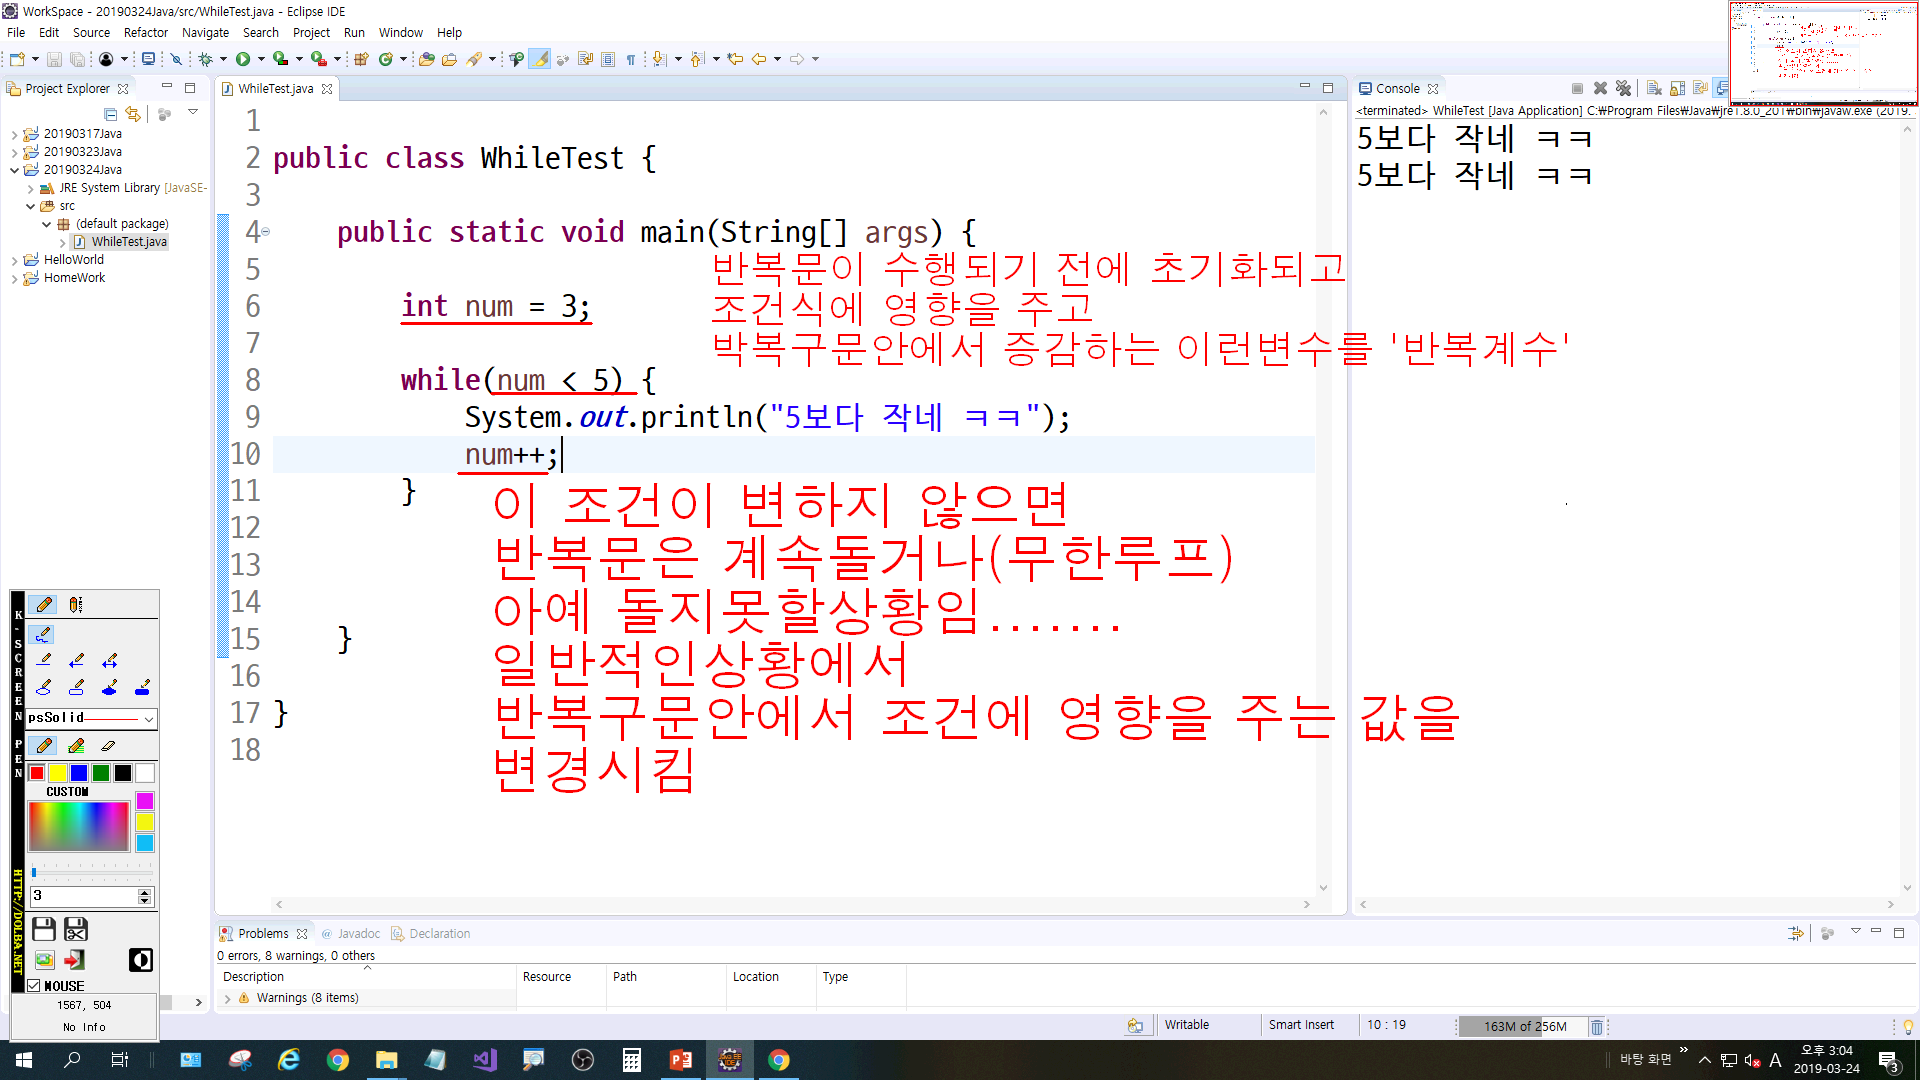 WorkSpace - 20190324Java/src/WhileTest.java - Eclipse IDE
File Edit Source Refactor Navigate Search Project Run Window Help
Project Explorer
20190317Java
20190323Java
20190324Java
JRE System Library [JavaSE-
src
(default package)
WhileTest.java
HelloWorld
HomeWork
WhileTest.java
1
2 public class WhileTest {
3
4 public static void main(String[] args) {
5
6 int num = 3;
7
8 while(num < 5) {
9 System.out.println("5보다 작네 ㅋㅋ");
10 num++;
11 }
12
13
14
15 }
16
17 }
18
반복문이 수행되기 전에 초기화되고
조건식에 영향을 주고
박복구문안에서 증감하는 이런변수를 '반복계수'
이 조건이 변하지 않으면
반복문은 계속돌거나(무한루프)
아예 돌지못할상황임.......
일반적인상황에서
반복구문안에서 조건에 영향을 주는 값을
변경시킴
Console
<terminated> WhileTest [Java Application] C:₩Program Files₩Java₩jre1.8.0_201₩bin₩javaw.exe (2019.
5보다 작네 ㅋㅋ
5보다 작네 ㅋㅋ
K-SCREEN PEN
HTTP://DOLBA.NET
psSolid
CUSTOM
3
MOUSE
1567, 504
No Info
Problems @ Javadoc Declaration
0 errors, 8 warnings, 0 others
Description Resource Path Location Type
Warnings (8 items)
Writable Smart Insert 10 : 19 163M of 256M
바탕 화면
A
오후 3:04
2019-03-24
3